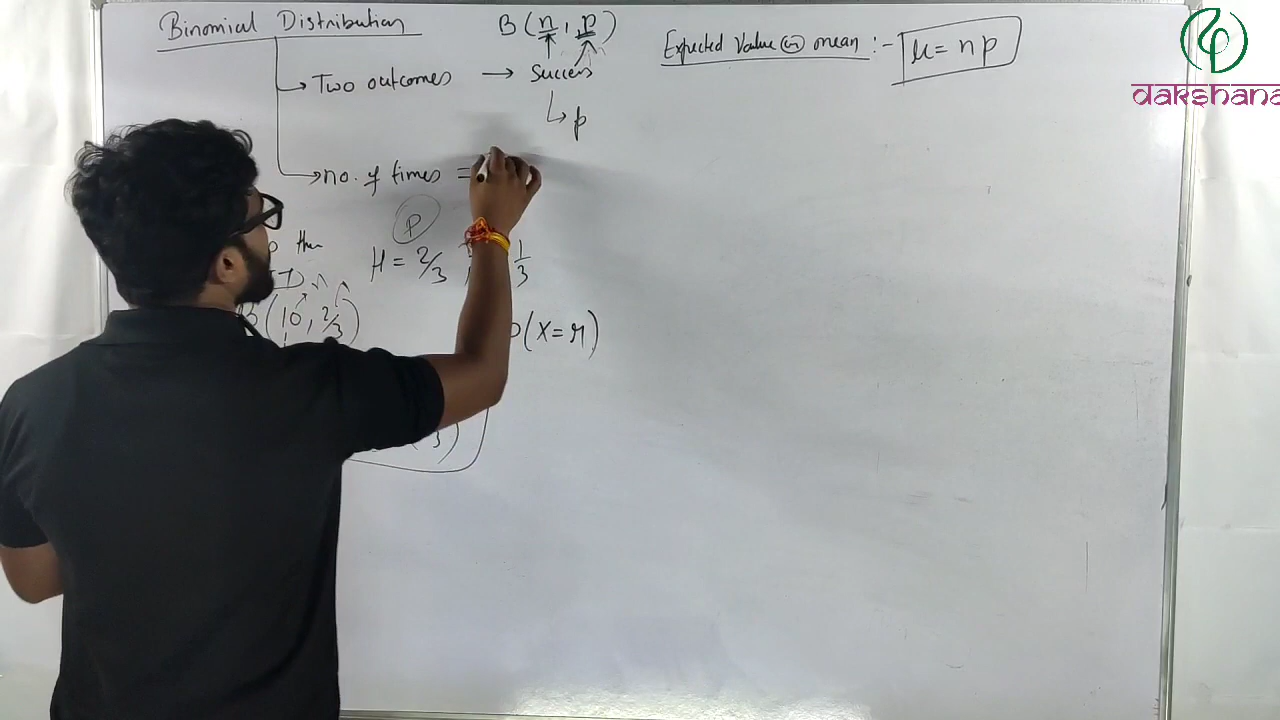 Binomial Distribution
B(n, p)
Expected Value or mean :- μ = np
Two outcomes → Success
↳ p
no. of times =
P
then
H = 2/3
1/3
B(10, 2/3)
(X = r)
dakshana